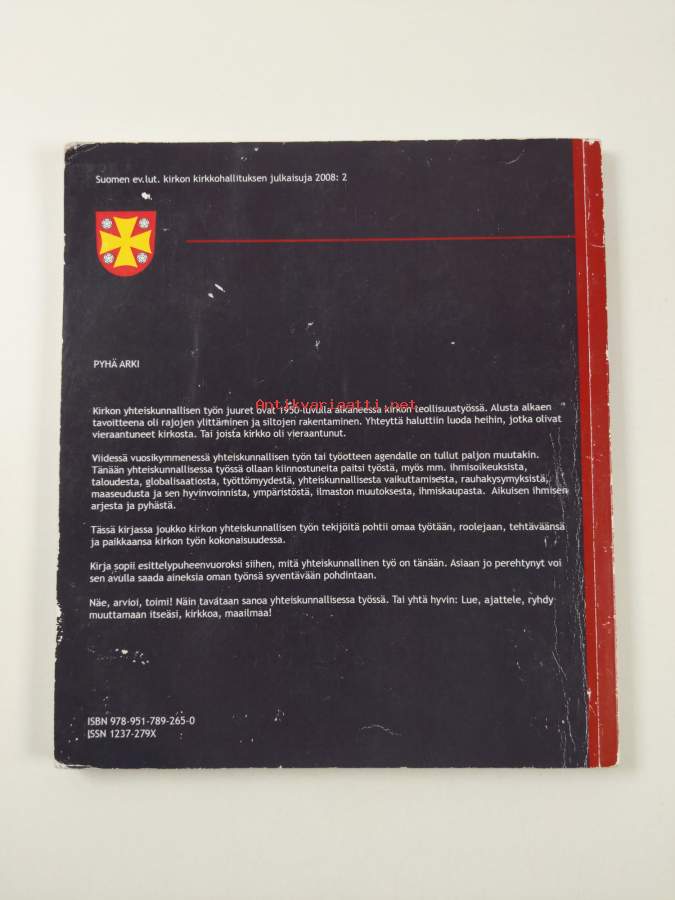 Suomen ev.lut. kirkon kirkkohallituksen julkaisuja 2008: 2
PYHÄ ARKI
Antikvariaatti.net
Kirkon yhteiskunnallisen työn juuret ovat 1950-luvulla alkaneessa kirkon teollisuustyössä. Alusta alkaen
tavoitteena oli rajojen ylittäminen ja siltojen rakentaminen. Yhteyttä haluttiin luoda heihin, jotka olivat
vieraantuneet kirkosta. Tai joista kirkko oli vieraantunut.
Viidessä vuosikymmenessä yhteiskunnallisen työn tai työotteen agendalle on tullut paljon muutakin.
Tänään yhteiskunnallisessa työssä ollaan kiinnostuneita paitsi työstä, myös mm. ihmisoikeuksista,
taloudesta, globalisaatiosta, työttömyydestä, yhteiskunnallisesta vaikuttamisesta, rauhakysymyksistä,
maaseudusta ja sen hyvinvoinnista, ympäristöstä, ilmaston muutoksesta, ihmiskaupasta. Aikuisen ihmisen
arjesta ja pyhästä.
Tässä kirjassa joukko kirkon yhteiskunnallisen työn tekijöitä pohtii omaa työtään, roolejaan, tehtäväänsä
ja paikkaansa kirkon työn kokonaisuudessa.
Kirja sopii esittelypuheenvuoroksi siihen, mitä yhteiskunnallinen työ on tänään. Asiaan jo perehtynyt voi
sen avulla saada aineksia oman työnsä syventävään pohdintaan.
Näe, arvioi, toimi! Näin tavataan sanoa yhteiskunnallisessa työssä. Tai yhtä hyvin: Lue, ajattele, ryhdy
muuttamaan itseäsi, kirkkoa, maailmaa!
ISBN 978-951-789-265-0
ISSN 1237-279X